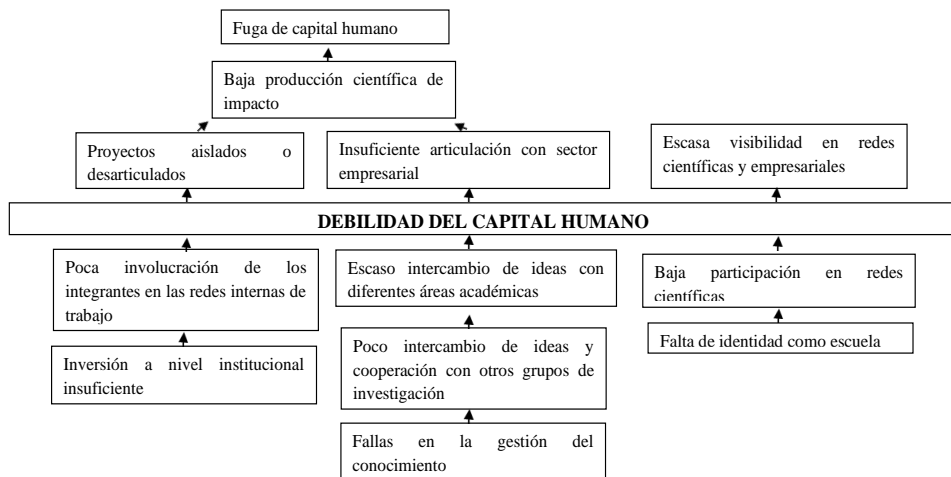 Fuga de capital humano
Baja producción científica de
impacto
Proyectos aislados o
desarticulados
Insuficiente articulación con sector
empresarial
Escasa visibilidad en redes
científicas y empresariales
DEBILIDAD DEL CAPITAL HUMANO
Poca involucración de los
integrantes en las redes internas de
trabajo
Escaso intercambio de ideas con
diferentes áreas académicas
Baja participación en redes
científicas
Inversión a nivel institucional
insuficiente
Poco intercambio de ideas y
cooperación con otros grupos de
investigación
Falta de identidad como escuela
Fallas en la gestión del
conocimiento